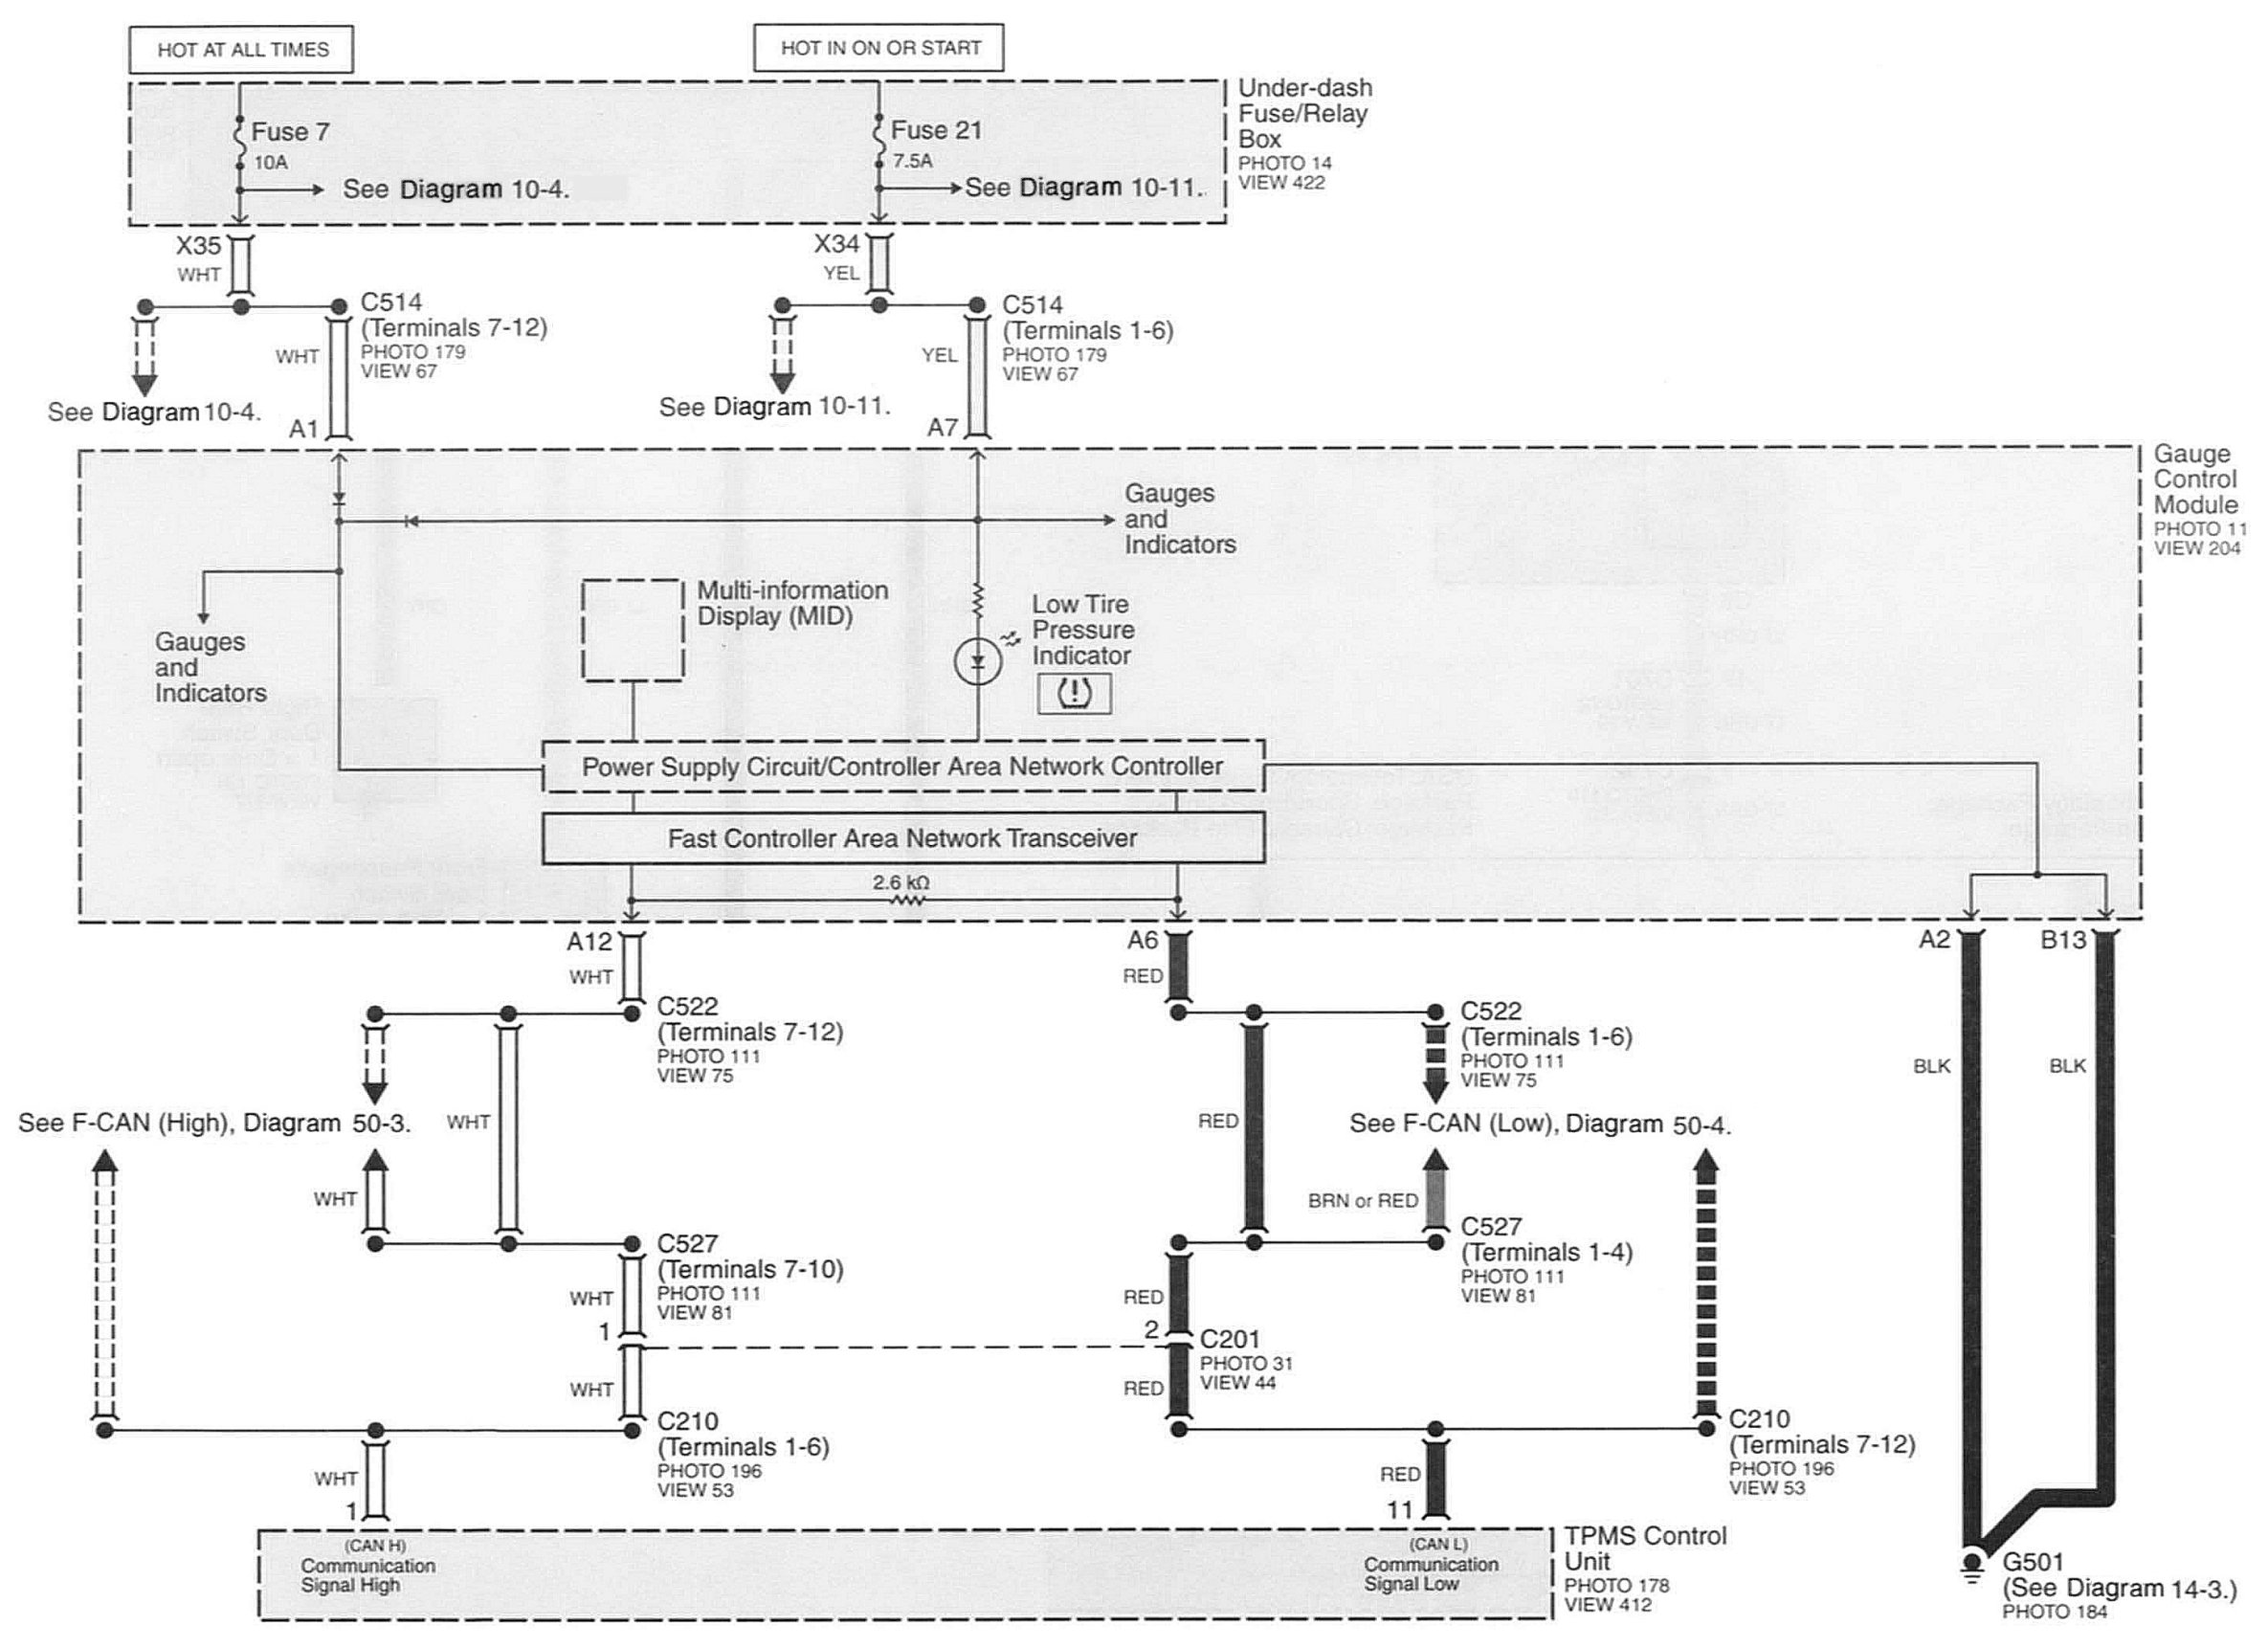 HOT AT ALL TIMES
HOT IN ON OR START
Under-dash
Fuse/Relay
Box
PHOTO 14
VIEW 422
Fuse 7
10A
See Diagram 10-4.
Fuse 21
7.5A
See Diagram 10-11.
X35
WHT
X34
YEL
C514
(Terminals 7-12)
PHOTO 179
VIEW 67
WHT
See Diagram 10-4.
A1
C514
(Terminals 1-6)
PHOTO 179
VIEW 67
YEL
See Diagram 10-11.
A7
Gauge
Control
Module
PHOTO 11
VIEW 204
Gauges
and
Indicators
Gauges
and
Indicators
Multi-information
Display (MID)
Low Tire
Pressure
Indicator
Power Supply Circuit/Controller Area Network Controller
Fast Controller Area Network Transceiver
2.6 kΩ
A12
WHT
A6
RED
A2
B13
BLK
BLK
C522
(Terminals 7-12)
PHOTO 111
VIEW 75
C522
(Terminals 1-6)
PHOTO 111
VIEW 75
See F-CAN (High), Diagram 50-3.
WHT
RED
See F-CAN (Low), Diagram 50-4.
WHT
BRN or RED
C527
(Terminals 7-10)
PHOTO 111
VIEW 81
C527
(Terminals 1-4)
PHOTO 111
VIEW 81
WHT
1
RED
2
C201
PHOTO 31
VIEW 44
WHT
RED
C210
(Terminals 1-6)
PHOTO 196
VIEW 53
C210
(Terminals 7-12)
PHOTO 196
VIEW 53
WHT
1
RED
11
(CAN H)
Communication
Signal High
(CAN L)
Communication
Signal Low
TPMS Control
Unit
PHOTO 178
VIEW 412
G501
(See Diagram 14-3.)
PHOTO 184